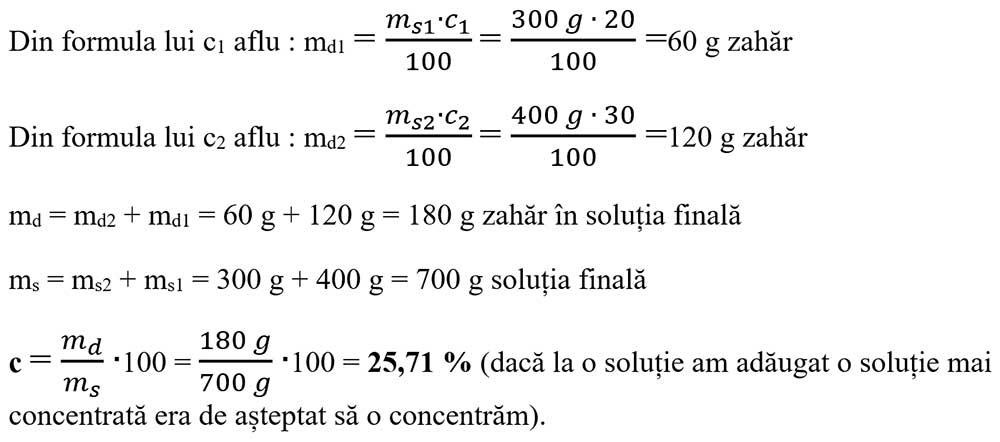 Din formula lui c₁ aflu : m_d1 = (m_s1·c_1)/100 = (300 g · 20)/100 =60 g zahăr
Din formula lui c₂ aflu : m_d2 = (m_s2·c_2)/100 = (400 g · 30)/100 =120 g zahăr
m_d = m_d2 + m_d1 = 60 g + 120 g = 180 g zahăr în soluția finală
m_s = m_s2 + m_s1 = 300 g + 400 g = 700 g soluția finală
c = m_d/m_s ·100 = 180 g/700 g ·100 = 25,71 % (dacă la o soluție am adăugat o soluție mai
concentrată era de așteptat să o concentrăm).